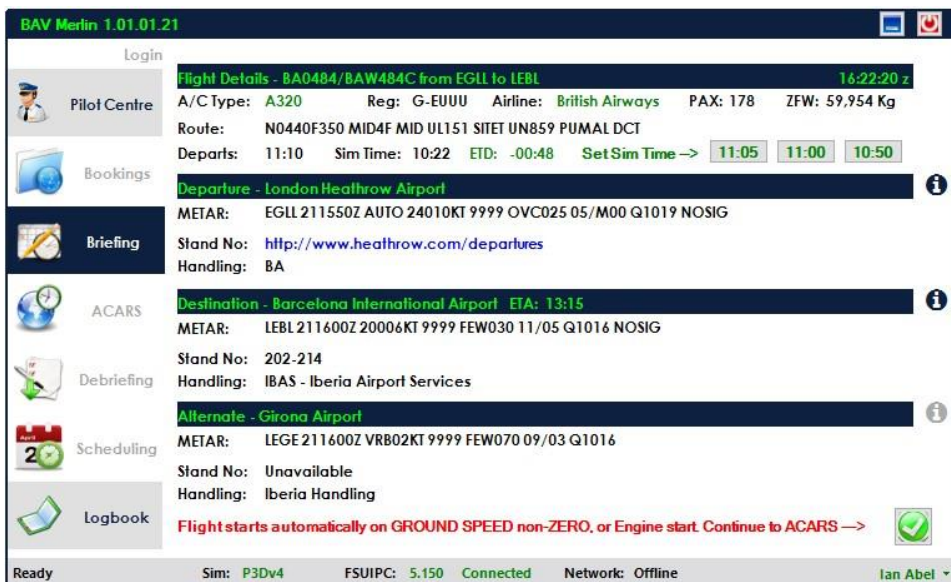 BAV Merlin 1.01.01.21
Login
Pilot Centre
Bookings
Briefing
ACARS
Debriefing
Scheduling
Logbook
Flight Details - BA0484/BAW484C from EGLL to LEBL 16:22:20 z
A/C Type: A320 Reg: G-EUUU Airline: British Airways PAX: 178 ZFW: 59,954 Kg
Route: N0440F350 MID4F MID UL151 SITET UN859 PUMAL DCT
Departs: 11:10 Sim Time: 10:22 ETD: -00:48 Set Sim Time --> 11:05 11:00 10:50
Departure - London Heathrow Airport
METAR: EGLL 211550Z AUTO 24010KT 9999 OVC025 05/M00 Q1019 NOSIG
Stand No: http://www.heathrow.com/departures
Handling: BA
Destination - Barcelona International Airport ETA: 13:15
METAR: LEBL 211600Z 20006KT 9999 FEW030 11/05 Q1016 NOSIG
Stand No: 202-214
Handling: IBAS - Iberia Airport Services
Alternate - Girona Airport
METAR: LEGE 211600Z VRB02KT 9999 FEW070 09/03 Q1016
Stand No: Unavailable
Handling: Iberia Handling
Flight starts automatically on GROUND SPEED non-ZERO, or Engine start. Continue to ACARS --->
Ready Sim: P3Dv4 FSUIPC: 5.150 Connected Network: Offline Ian Abel